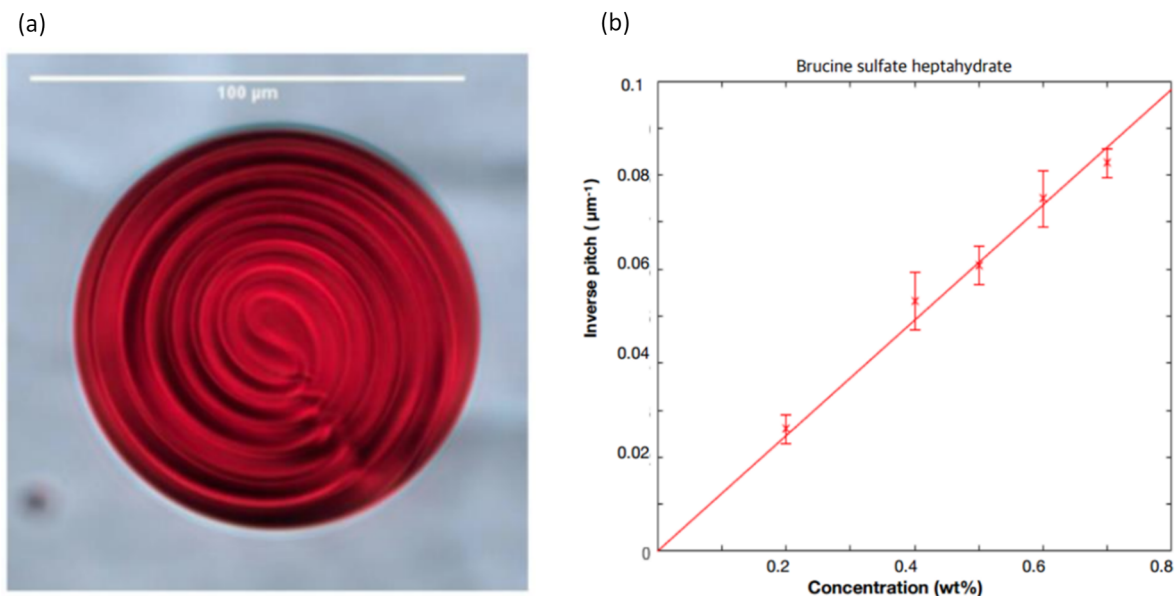 (a)
(b)
100 µm
Brucine sulfate heptahydrate
0.1
0.08
0.06
0.04
0.02
0
Inverse pitch (µm⁻¹)
0.2
0.4
0.6
0.8
Concentration (wt%)